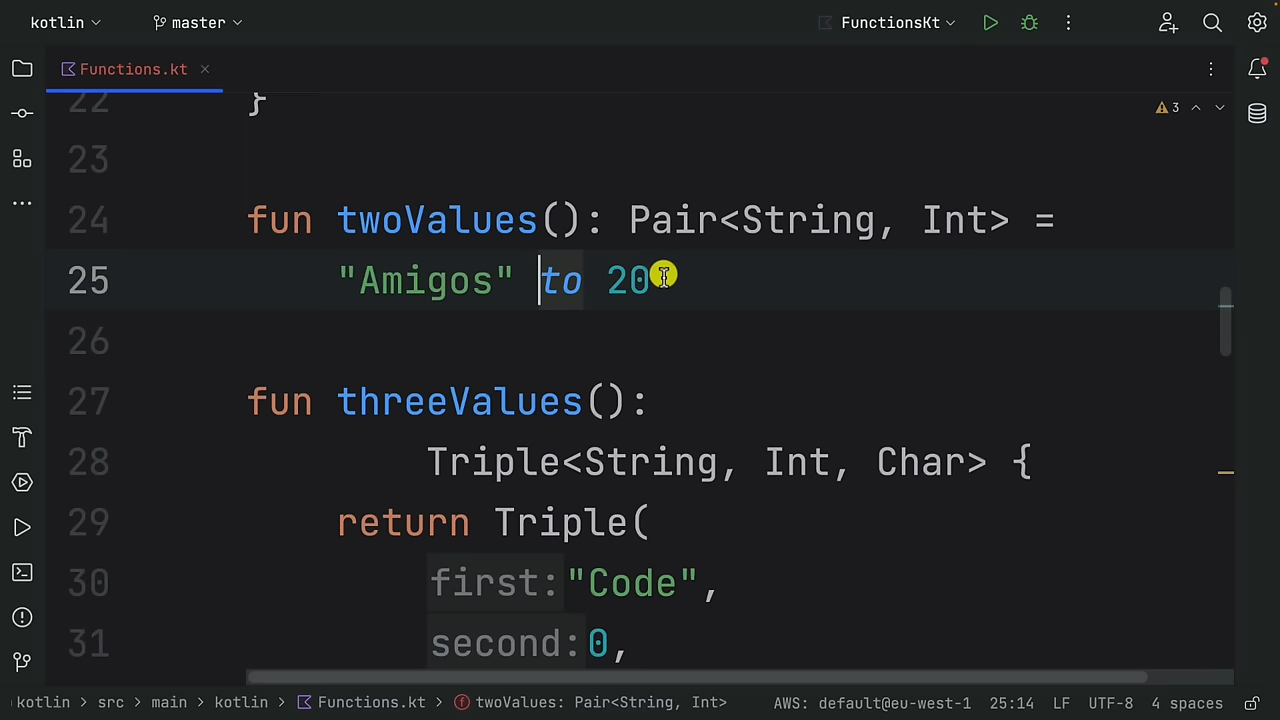 kotlin master FunctionsKt
Functions.kt
22 }
3
23
24 fun twoValues(): Pair<String, Int> =
25 "Amigos" to 20
26
27 fun threeValues():
28 Triple<String, Int, Char> {
29 return Triple(
30 first: "Code",
31 second: 0,
kotlin > src > main > kotlin > Functions.kt > twoValues: Pair<String, Int> AWS: default@eu-west-1 25:14 LF UTF-8 4 spaces